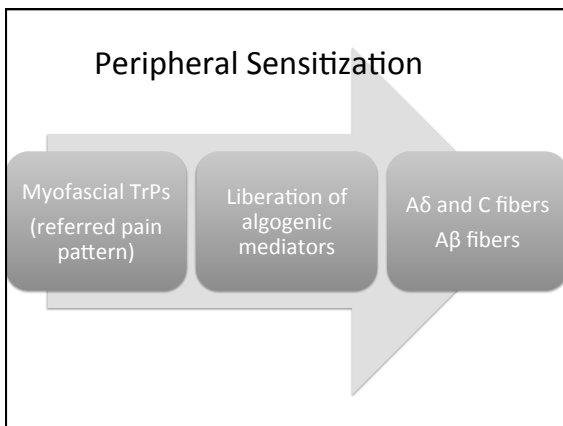 Peripheral Sensitization
Myofascial TrPs
(referred pain
pattern)
Liberation of
algogenic
mediators
Aδ and C fibers
Aβ fibers